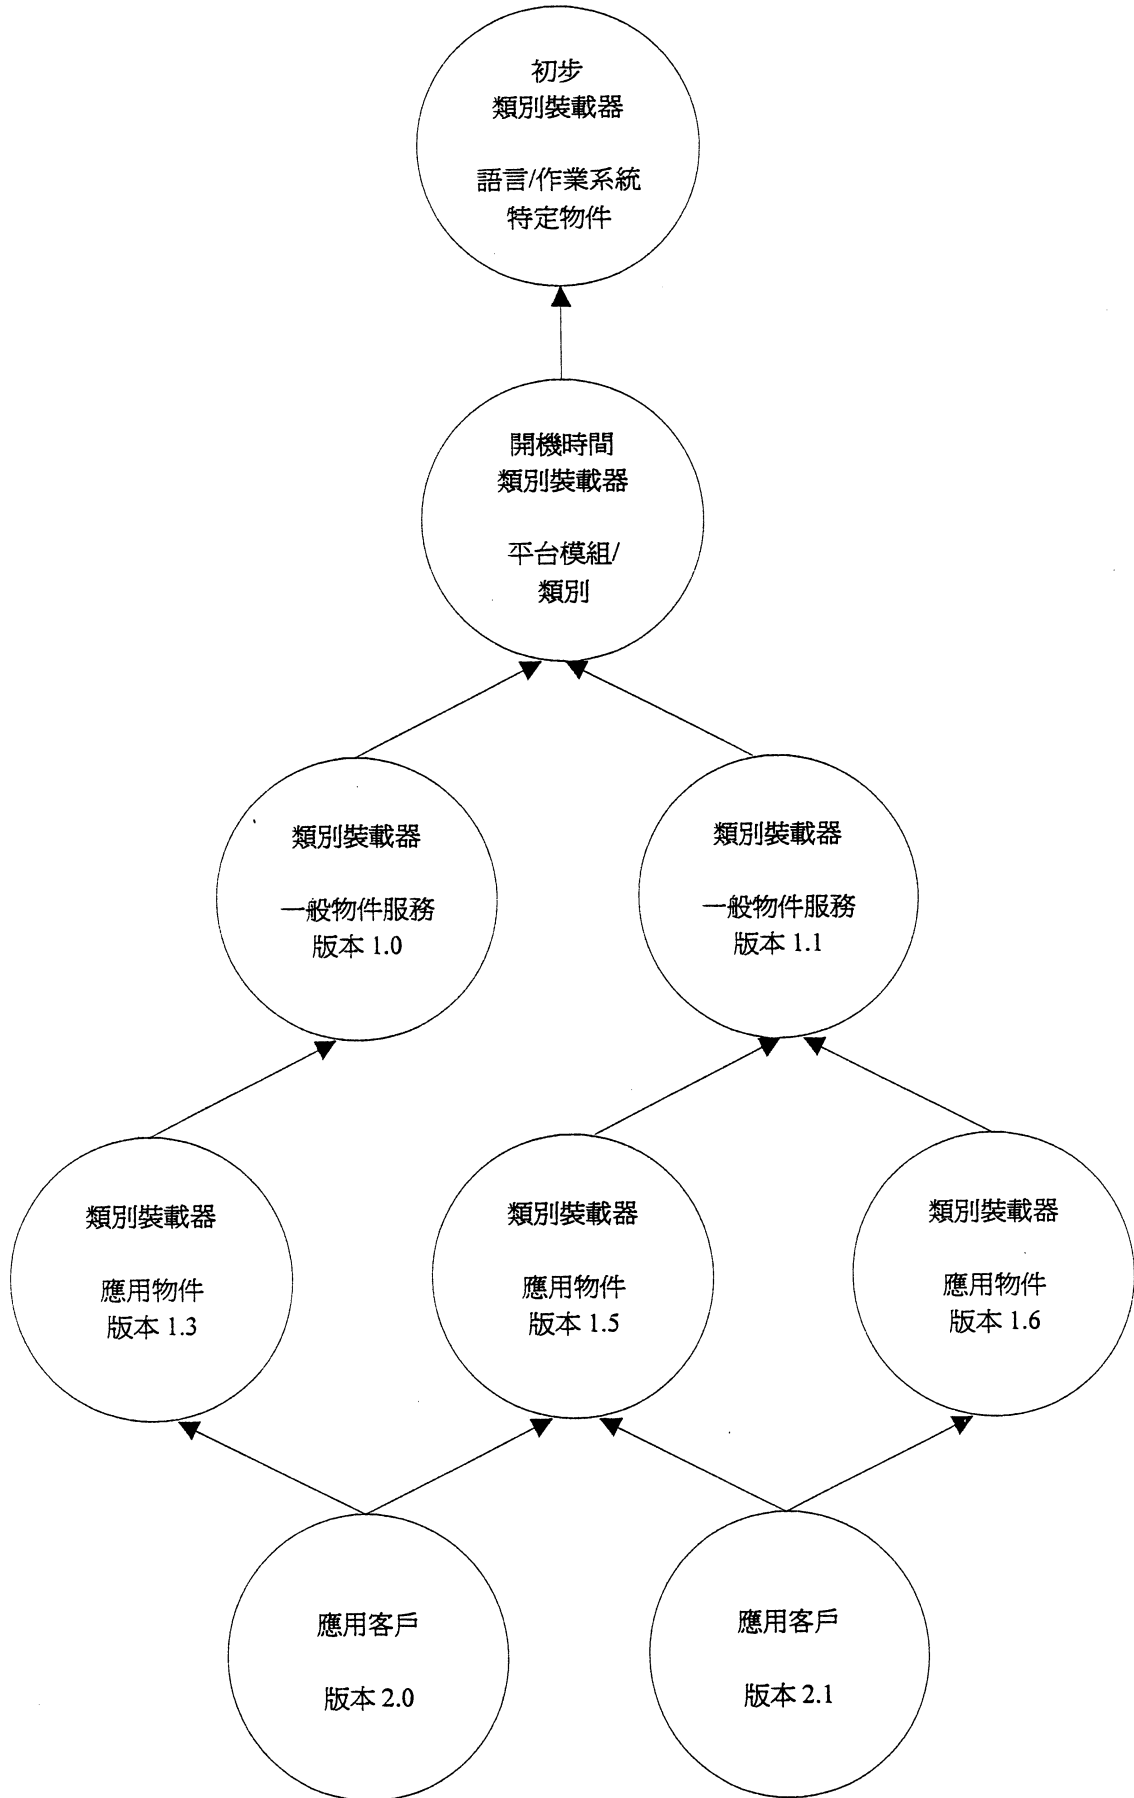 初步
類別裝載器
語言/作業系統
特定物件
開機時間
類別裝載器
平台模組/
類別
類別裝載器
一般物件服務
版本 1.0
類別裝載器
一般物件服務
版本 1.1
類別裝載器
應用物件
版本 1.3
類別裝載器
應用物件
版本 1.5
類別裝載器
應用物件
版本 1.6
應用客戶
版本 2.0
應用客戶
版本 2.1